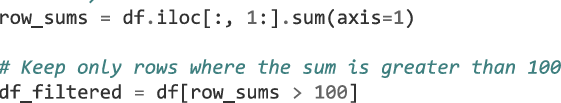 row_sums = df.iloc[:, 1:].sum(axis=1)
# Keep only rows where the sum is greater than 100
df_filtered = df[row_sums > 100]